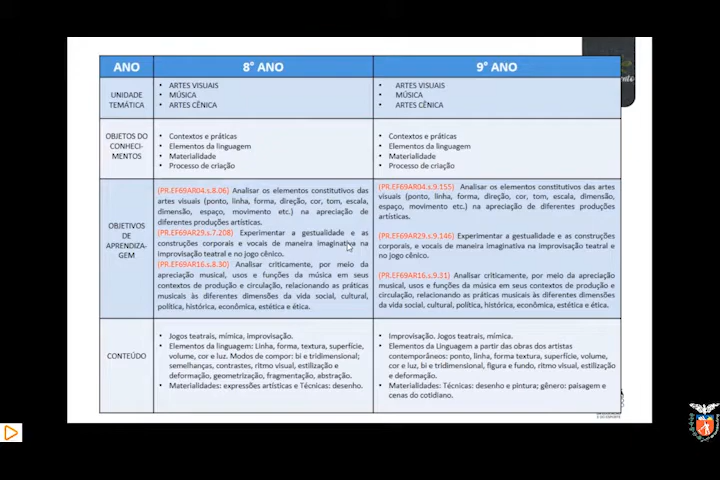 ANO
8° ANO
9° ANO
UNIDADE
TEMÁTICA
• ARTES VISUAIS
• MÚSICA
• ARTES CÊNICA
• ARTES VISUAIS
• MÚSICA
• ARTES CÊNICA
OBJETOS DO
CONHECI-
MENTOS
• Contextos e práticas
• Elementos da linguagem
• Materialidade
• Processo de criação
• Contextos e práticas
• Elementos da linguagem
• Materialidade
• Processo de criação
OBJETIVOS
DE
APRENDIZA-
GEM
(PR.EF69AR04.s.8.06) Analisar os elementos constitutivos das
artes visuais (ponto, linha, forma, direção, cor, tom, escala,
dimensão, espaço, movimento etc.) na apreciação de
diferentes produções artísticas.
(PR.EF69AR29.s.7.208) Experimentar a gestualidade e as
construções corporais e vocais de maneira imaginativa na
improvisação teatral e no jogo cênico.
(PR.EF69AR16.s.8.30) Analisar criticamente, por meio da
apreciação musical, usos e funções da música em seus
contextos de produção e circulação, relacionando as práticas
musicais às diferentes dimensões da vida social, cultural,
política, histórica, econômica, estética e ética.
(PR.EF69AR04.s.9.155) Analisar os elementos constitutivos das artes
visuais (ponto, linha, forma, direção, cor, tom, escala, dimensão,
espaço, movimento etc.) na apreciação de diferentes produções
artísticas.
(PR.EF69AR29.s.9.146) Experimentar a gestualidade e as construções
corporais, e vocais de maneira imaginativa na improvisação teatral e
no jogo cênico.
(PR.EF69AR16.s.9.31) Analisar criticamente, por meio da apreciação
musical, usos e funções da música em seus contextos de produção e
circulação, relacionando as práticas musicais às diferentes dimensões
da vida social, cultural, política, histórica, econômica, estética e ética.
CONTEÚDO
• Jogos teatrais, mímica, improvisação.
• Elementos da linguagem: Linha, forma, textura, superfície,
volume, cor e luz. Modos de compor: bi e tridimensional;
semelhanças, contrastes, ritmo visual, estilização e
deformação, geometrização, fragmentação, abstração.
• Materialidades: expressões artísticas e Técnicas: desenho.
• Improvisação. Jogos teatrais, mímica.
• Elementos da Linguagem a partir das obras dos artistas
contemporâneos: ponto, linha, forma textura, superfície, volume,
cor e luz, bi e tridimensional, figura e fundo, ritmo visual, estilização
e deformação.
• Materialidades: Técnicas: desenho e pintura; gênero: paisagem e
cenas do cotidiano.